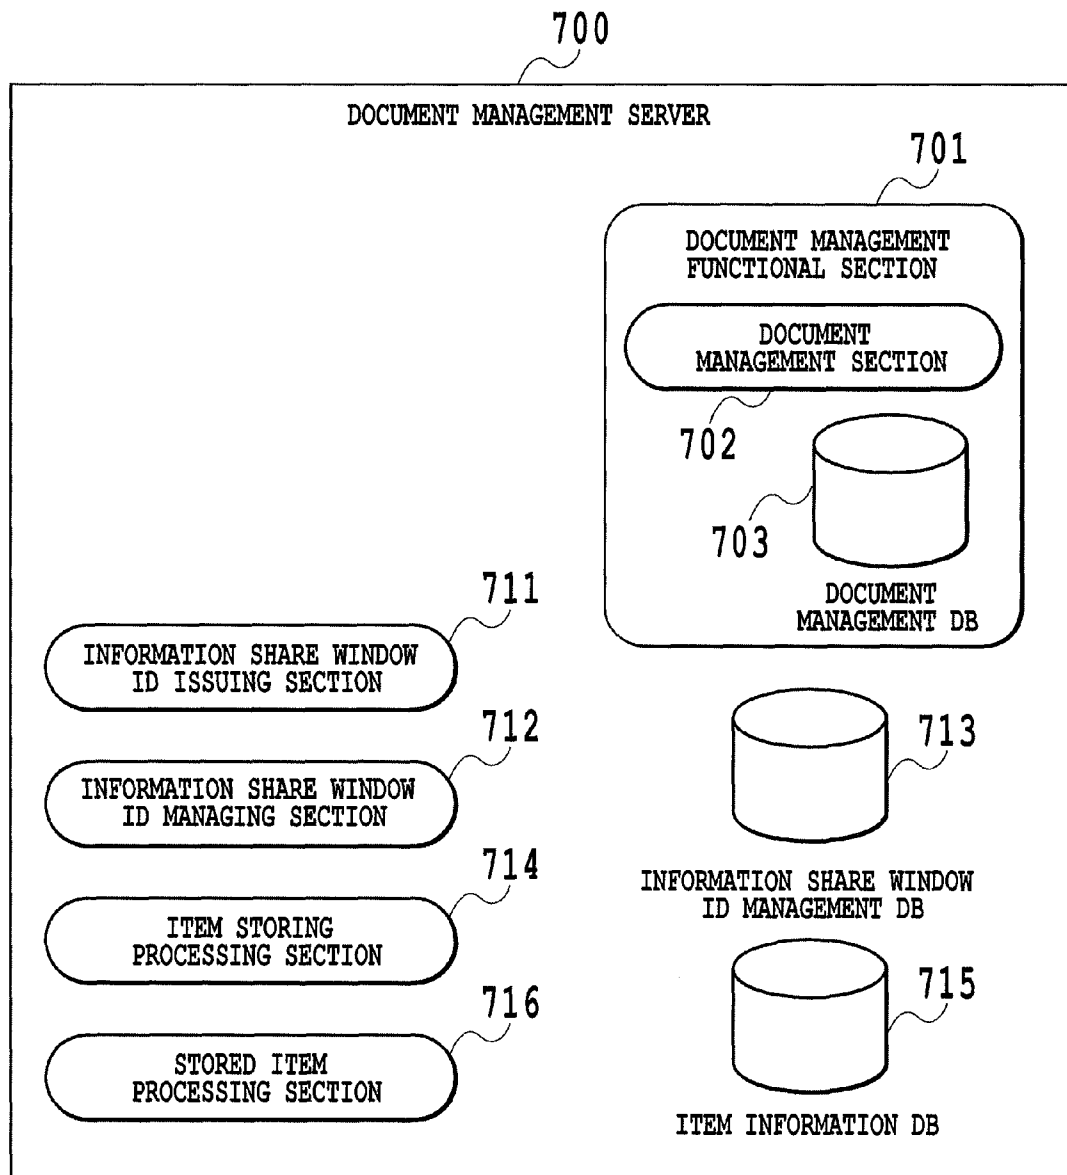 700
DOCUMENT MANAGEMENT SERVER
701
DOCUMENT MANAGEMENT
FUNCTIONAL SECTION
DOCUMENT
MANAGEMENT SECTION
702
703
DOCUMENT
MANAGEMENT DB
711
INFORMATION SHARE WINDOW
ID ISSUING SECTION
712
INFORMATION SHARE WINDOW
ID MANAGING SECTION
713
INFORMATION SHARE WINDOW
ID MANAGEMENT DB
714
ITEM STORING
PROCESSING SECTION
715
ITEM INFORMATION DB
716
STORED ITEM
PROCESSING SECTION